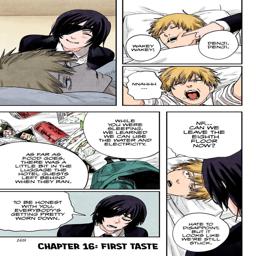 WAKEY
WAKEY!
DENJI,
DENJI.
NNAHHH
...
NF...
CAN WE
LEAVE THE
EIGHTH
FLOOR
NOW?
WHILE
YOU WERE
SLEEPING,
WE LEARNED
WE CAN USE
THE WATER AND
ELECTRICITY.
AS FAR AS
FOOD GOES,
THERE WAS A
LITTLE BIT IN
THE LUGGAGE
THE HOTEL GUESTS
LEFT BEHIND
WHEN THEY RAN.
HATE TO
DISAPPOINT,
BUT IT
LOOKS LIKE
WE'RE STILL
STUCK.
TO BE HONEST
WITH YOU,
EVERYBODY'S
GETTING PRETTY
WORN DOWN.
CHAPTER 16: FIRST TASTE